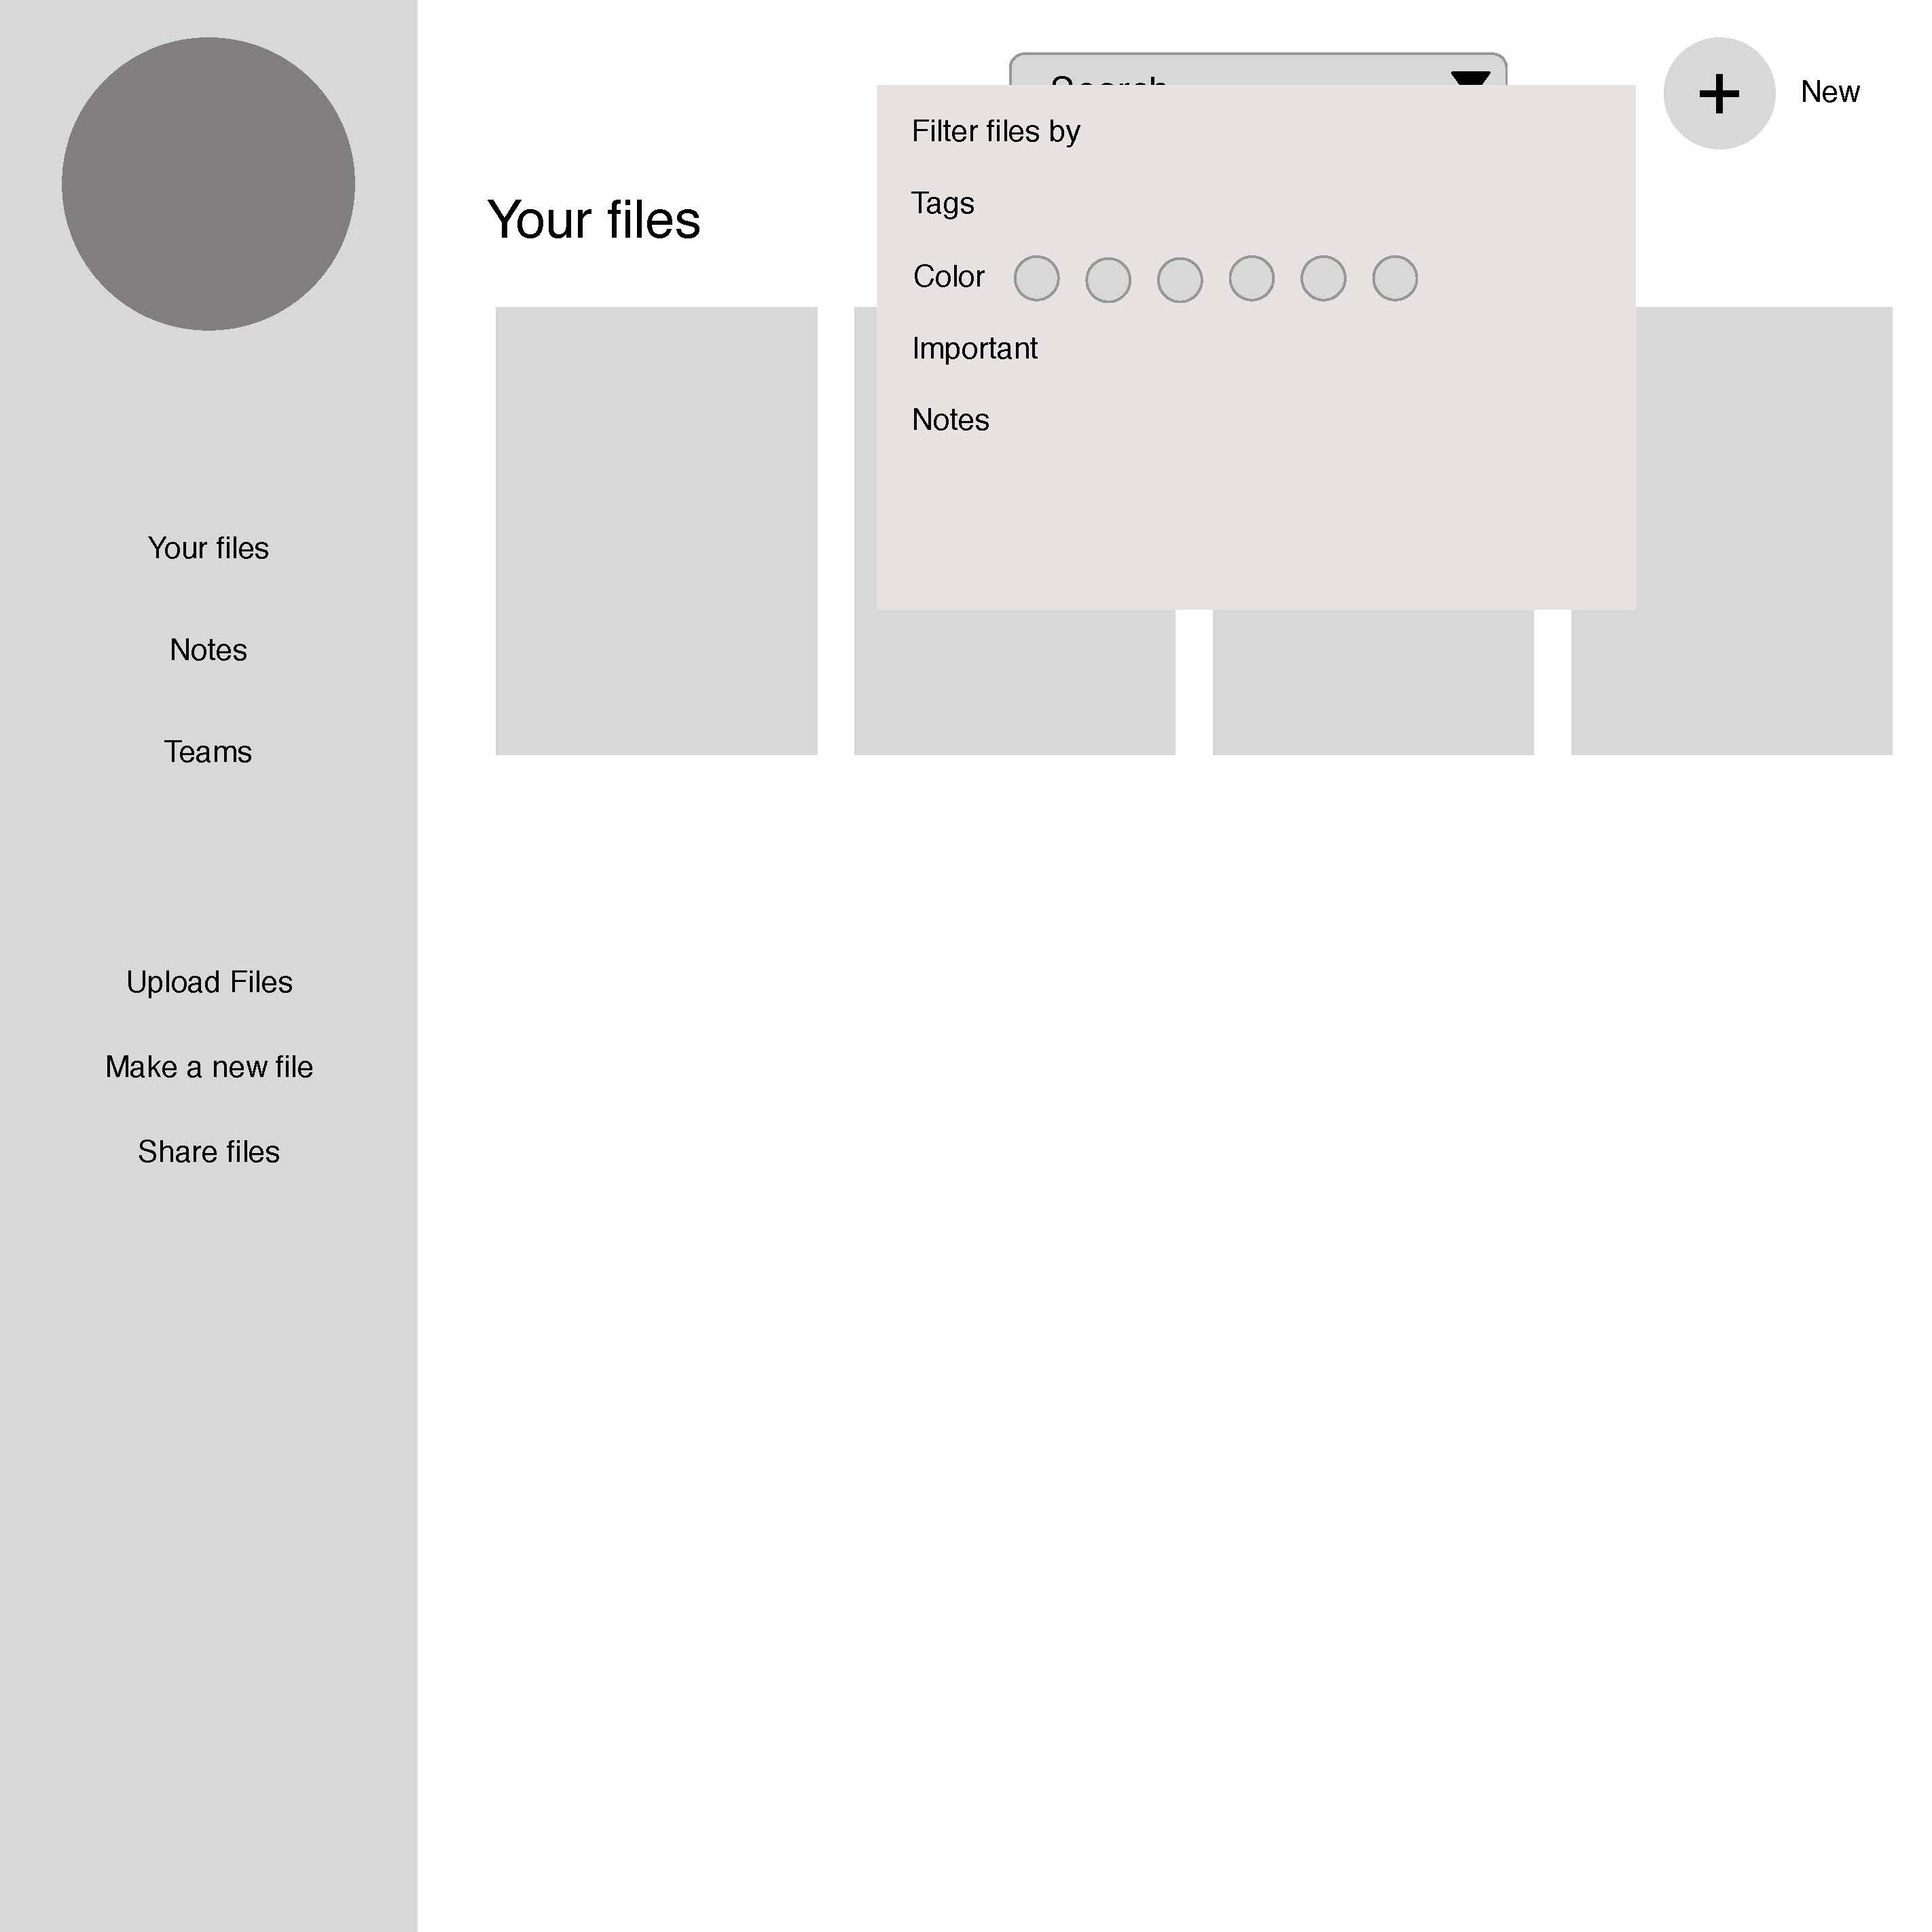 Search
New
Filter files by
Tags
Your files
Color
Important
Notes
Your files
Notes
Teams
Upload Files
Make a new file
Share files